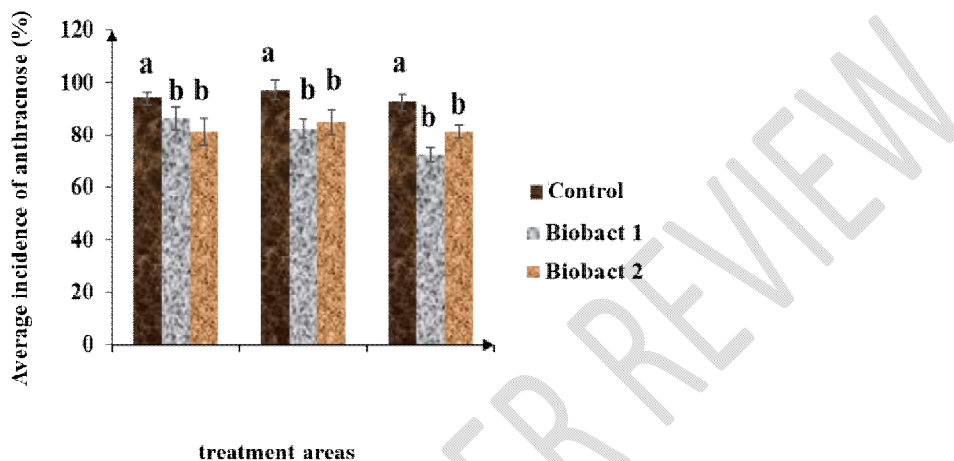 Average incidence of anthracnose (%)
120
100
80
60
40
20
0
a
b b
a
b b
a
b
b
Control
Biobact 1
Biobact 2
treatment areas
ER REVIEW